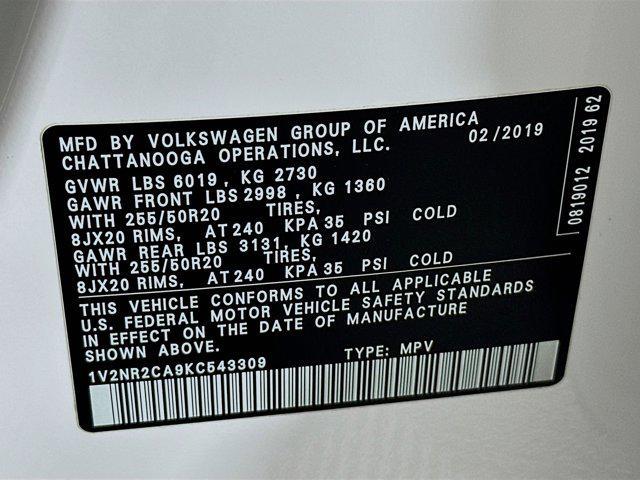 MFD BY VOLKSWAGEN GROUP OF AMERICA 02/2019
CHATTANOOGA OPERATIONS, LLC.
GVWR LBS 6019 , KG 2730
GAWR FRONT LBS 2998 , KG 1360
WITH 255/50R20 TIRES,
8JX20 RIMS, AT 240 KPA 35 PSI COLD
GAWR REAR LBS 3131, KG 1420
WITH 255/50R20 TIRES,
8JX20 RIMS, AT 240 KPA 35 PSI COLD
THIS VEHICLE CONFORMS TO ALL APPLICABLE
U.S. FEDERAL MOTOR VEHICLE SAFETY STANDARDS
IN EFFECT ON THE DATE OF MANUFACTURE
SHOWN ABOVE.
1V2NR2CA9KC543309 TYPE: MPV
0819012 2019 62